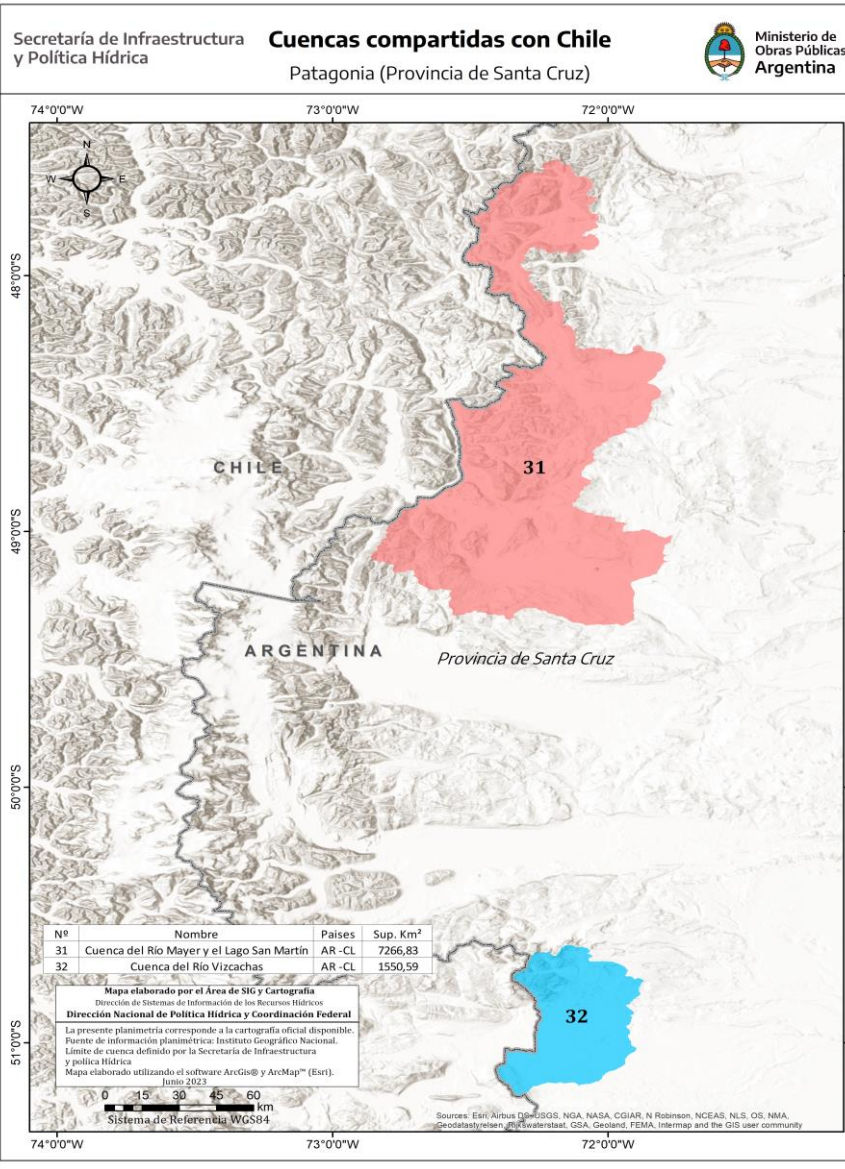 Secretaría de Infraestructura
y Política Hídrica
Cuencas compartidas con Chile
Patagonia (Provincia de Santa Cruz)
Ministerio de
Obras Públicas
Argentina
74°0'0"W 73°0'0"W 72°0'0"W
N
W E
S
48°0'0"S
CHILE
31
49°0'0"S
ARGENTINA
Provincia de Santa Cruz
50°0'0"S
Nº Nombre Paises Sup. Km²
31 Cuenca del Río Mayer y el Lago San Martín AR -CL 7266,83
32 Cuenca del Río Vizcachas AR -CL 1550,59
32
51°0'0"S
Mapa elaborado por el Área de SIG y Cartografía
Dirección de Sistemas de Información de los Recursos Hídricos
Dirección Nacional de Política Hídrica y Coordinación Federal
La presente planimetría corresponde a la cartografía oficial disponible.
Fuente de información planimétrica: Instituto Geográfico Nacional.
Límite de cuenca definido por la Secretaría de Infraestructura
y políica Hídrica
Mapa elaborado utilizando el software ArcGis® y ArcMap™ (Esri).
Junio 2023
0 15 30 45 60
km
Sistema de Referencia WGS84
Sources: Esri, Airbus DS, USGS, NGA, NASA, CGIAR, N Robinson, NCEAS, NLS, OS, NMA,
Geodatastyrelsen, Rijkswaterstaat, GSA, Geoland, FEMA, Intermap and the GIS user community
74°0'0"W 73°0'0"W 72°0'0"W